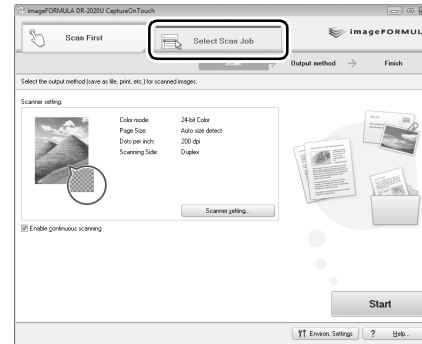 imageFORMULA DR-2020U CaptureOnTouch
Scan First
Select Scan Job
imageFORMUL
Output method → Finish
Select the output method (save as file, print, etc.) for scanned images.
Scanner setting:
Color mode: 24-bit Color
Page Size: Auto size detect
Dots per inch: 200 dpi
Scanning Side: Duplex
Scanner setting...
Enable continuous scanning
Start
Environ. Settings
? Help...